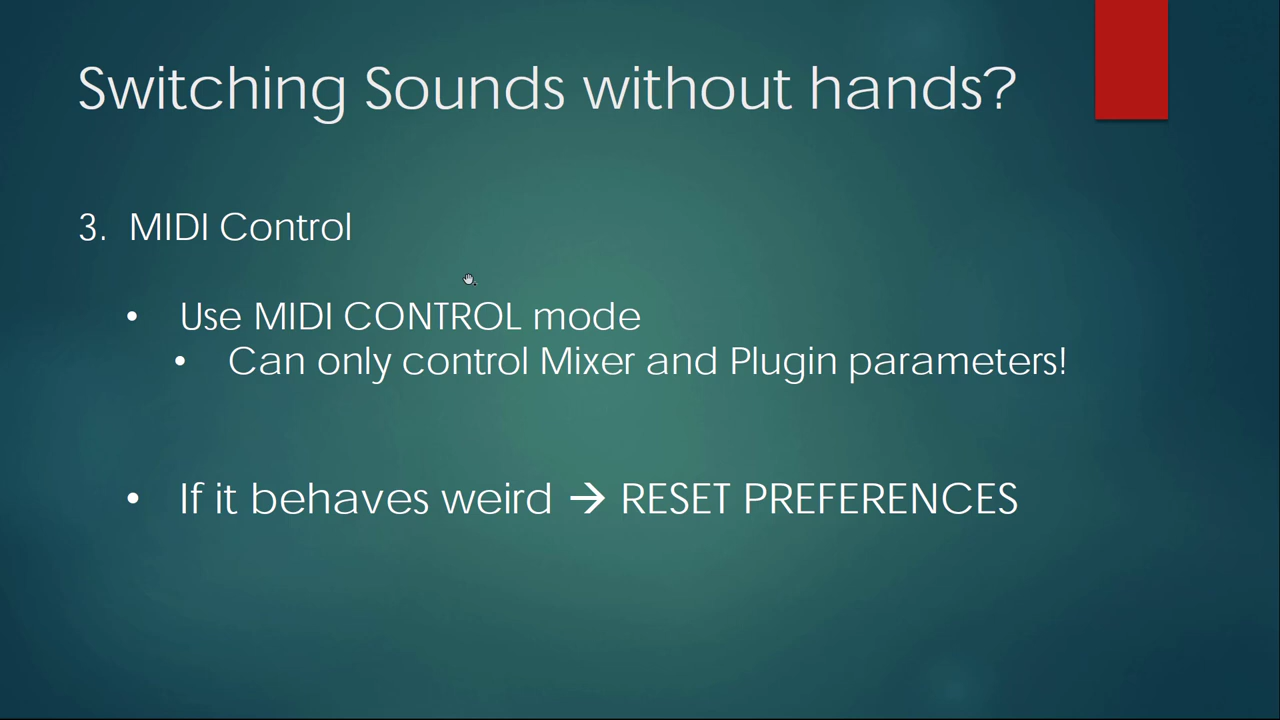 Switching Sounds without hands?
3. MIDI Control
• Use MIDI CONTROL mode
• Can only control Mixer and Plugin parameters!
• If it behaves weird → RESET PREFERENCES